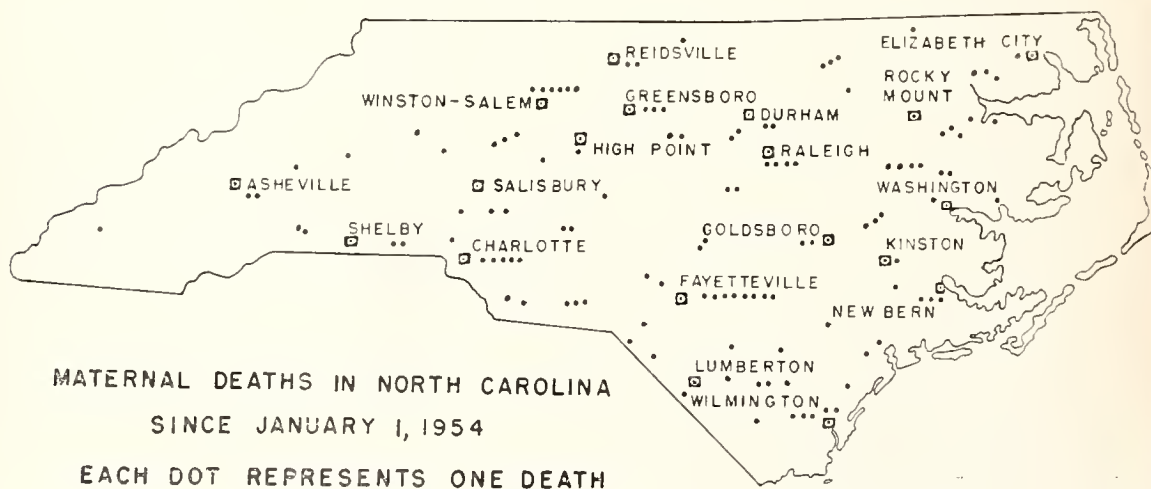 REIDSVILLE
ELIZABETH CITY
WINSTON-SALEM
GREENSBORO
DURHAM
ROCKY
MOUNT
HIGH POINT
RALEIGH
ASHEVILLE
SALISBURY
WASHINGTON
SHELBY
CHARLOTTE
GOLDSBORO
KINSTON
FAYETTEVILLE
NEW BERN
LUMBERTON
WILMINGTON
MATERNAL DEATHS IN NORTH CAROLINA
SINCE JANUARY 1, 1954
EACH DOT REPRESENTS ONE DEATH